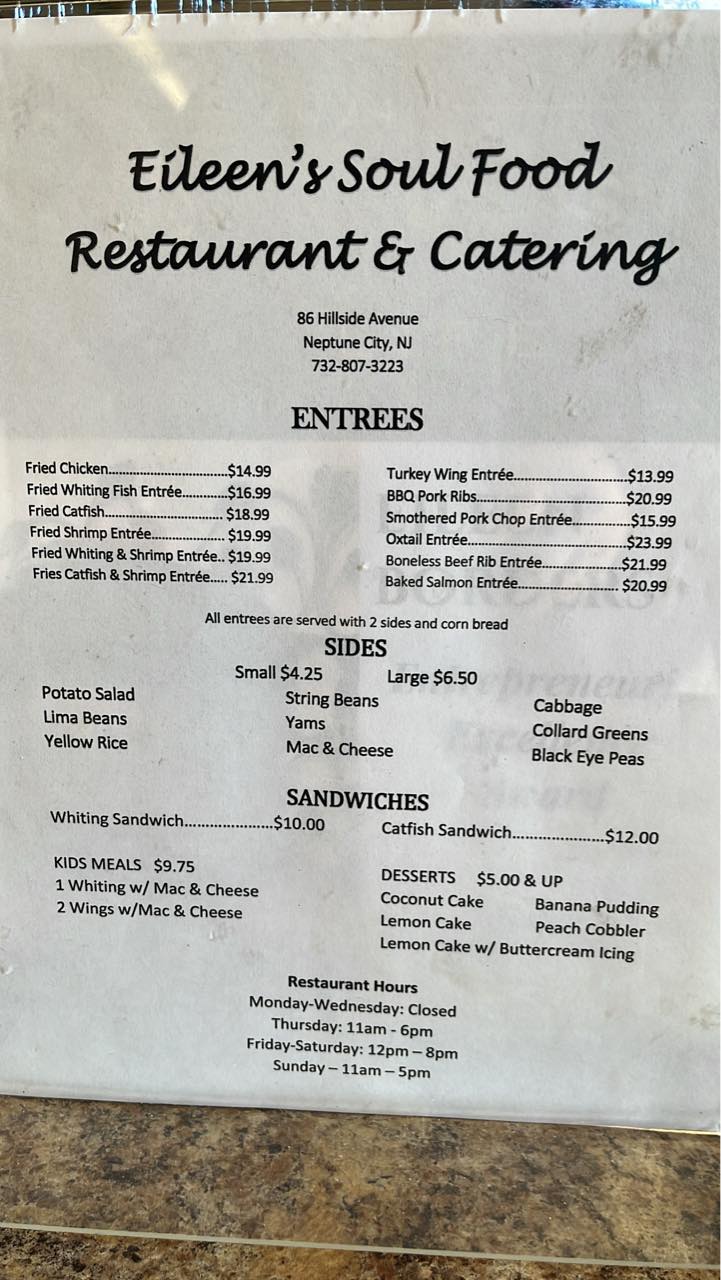 Eileen's Soul Food
Restaurant & Catering
86 Hillside Avenue
Neptune City, NJ
732-807-3223
ENTREES
Fried Chicken..............................$14.99
Fried Whiting Fish Entrée............$16.99
Fried Catfish............................ $18.99
Fried Shrimp Entrée................... $19.99
Fried Whiting & Shrimp Entrée.. $19.99
Fries Catfish & Shrimp Entrée..... $21.99
Turkey Wing Entrée.............................$13.99
BBQ Pork Ribs......................................$20.99
Smothered Pork Chop Entrée...............$15.99
Oxtail Entrée........................................$23.99
Boneless Beef Rib Entrée....................$21.99
Baked Salmon Entrée.......................... $20.99
All entrees are served with 2 sides and corn bread
SIDES
Small $4.25 Large $6.50
Potato Salad String Beans Cabbage
Lima Beans Yams Collard Greens
Yellow Rice Mac & Cheese Black Eye Peas
SANDWICHES
Whiting Sandwich.....................$10.00 Catfish Sandwich......................$12.00
KIDS MEALS $9.75
1 Whiting w/ Mac & Cheese
2 Wings w/Mac & Cheese
DESSERTS $5.00 & UP
Coconut Cake Banana Pudding
Lemon Cake Peach Cobbler
Lemon Cake w/ Buttercream Icing
Restaurant Hours
Monday-Wednesday: Closed
Thursday: 11am - 6pm
Friday-Saturday: 12pm – 8pm
Sunday – 11am – 5pm